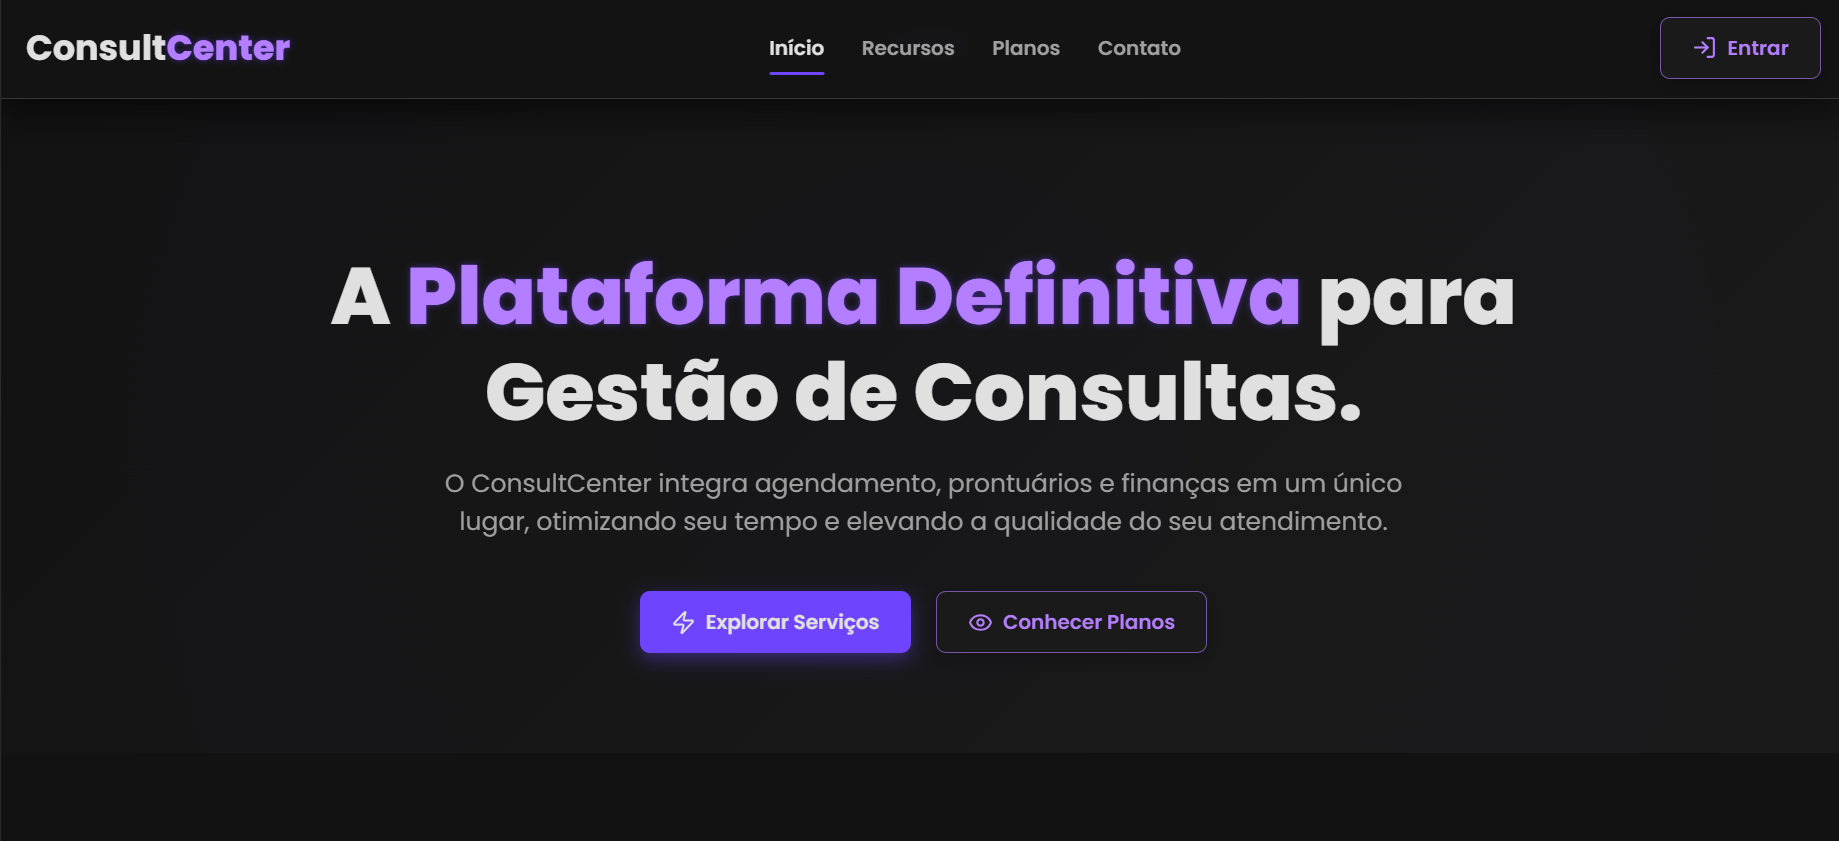 ConsultCenter
Início
Recursos
Planos
Contato
Entrar
A Plataforma Definitiva para
Gestão de Consultas.
O ConsultCenter integra agendamento, prontuários e finanças em um único
lugar, otimizando seu tempo e elevando a qualidade do seu atendimento.
Explorar Serviços
Conhecer Planos